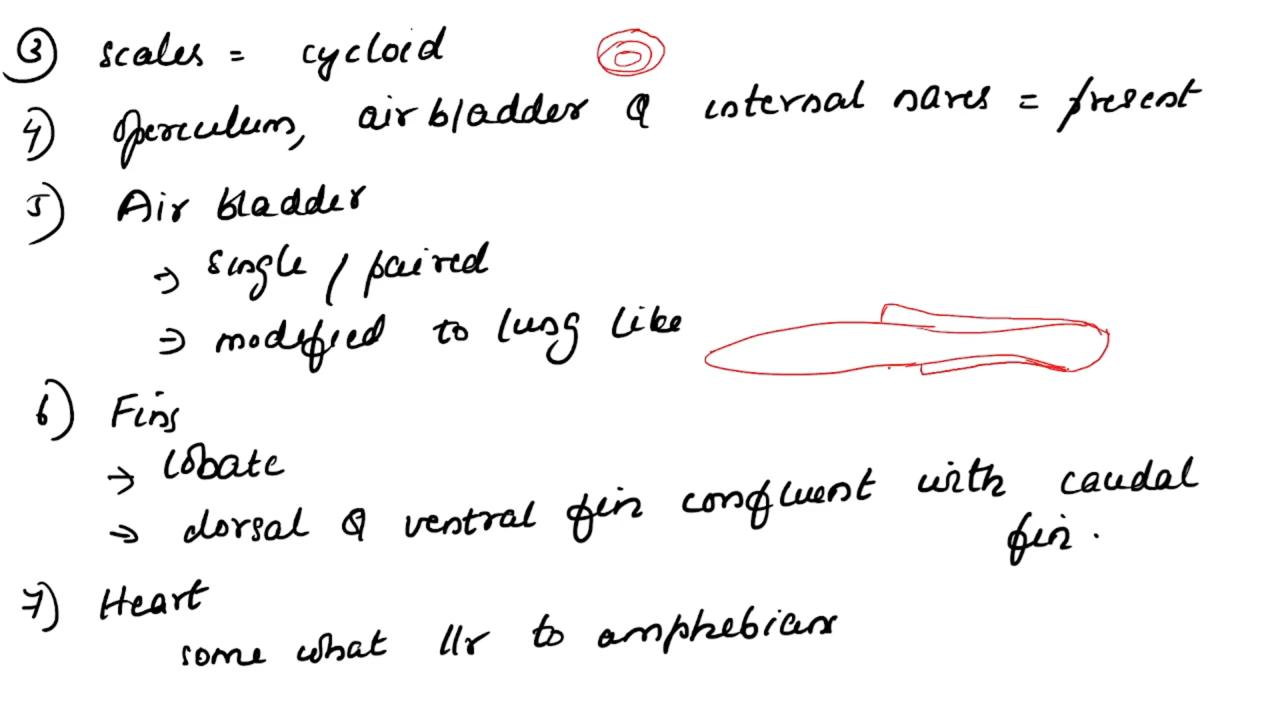 3) scales = cycloid
4) operculum, air bladder & internal nares = present
5) Air bladder
→ single / paired
⇒ modified to lung like
6) Fins
→ lobate
⇒ dorsal & ventral fin confluent with caudal
fin.
7) Heart
some what llr to amphebians